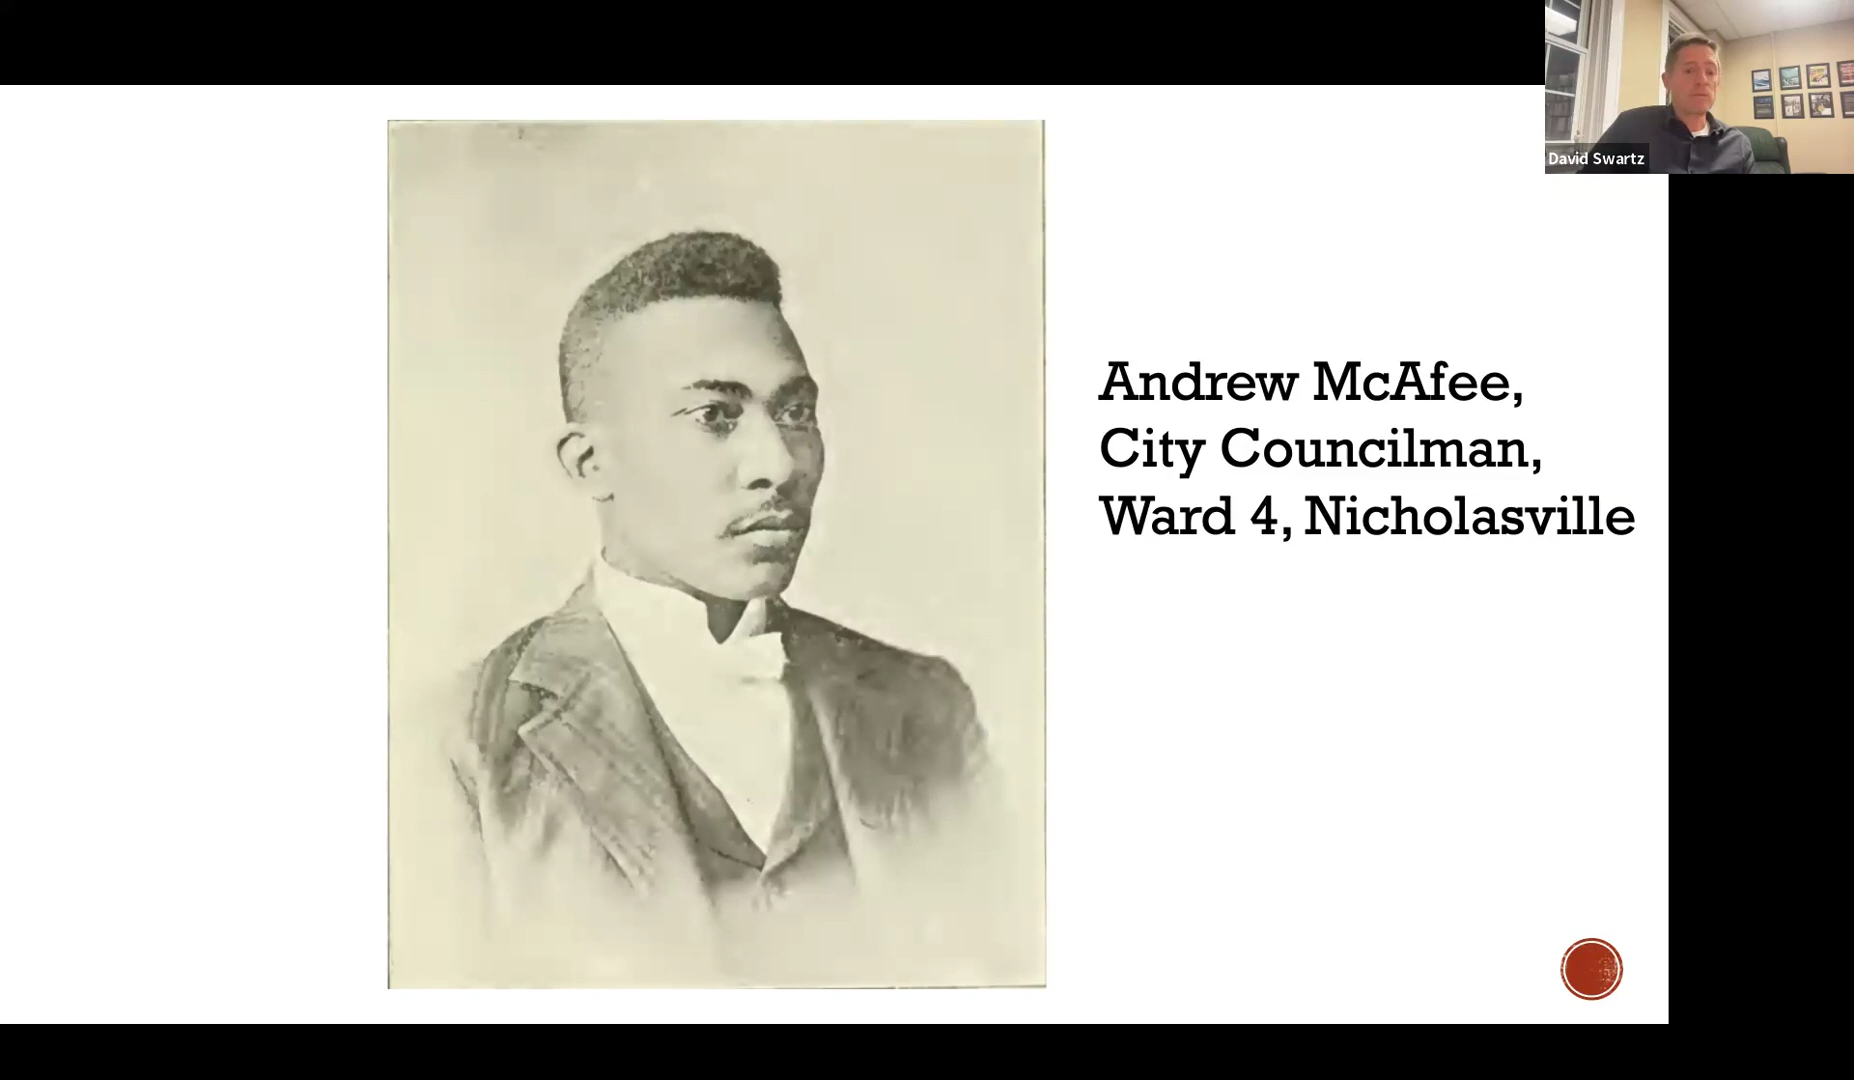 David Swartz
Andrew McAfee,
City Councilman,
Ward 4, Nicholasville